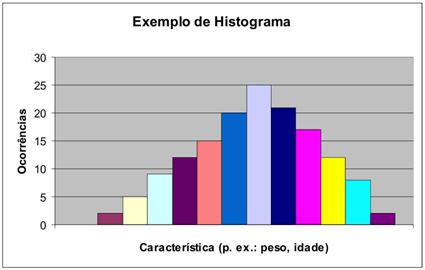 Exemplo de Histograma
Ocorrências
30
25
20
15
10
5
0
Característica (p. ex.: peso, idade)